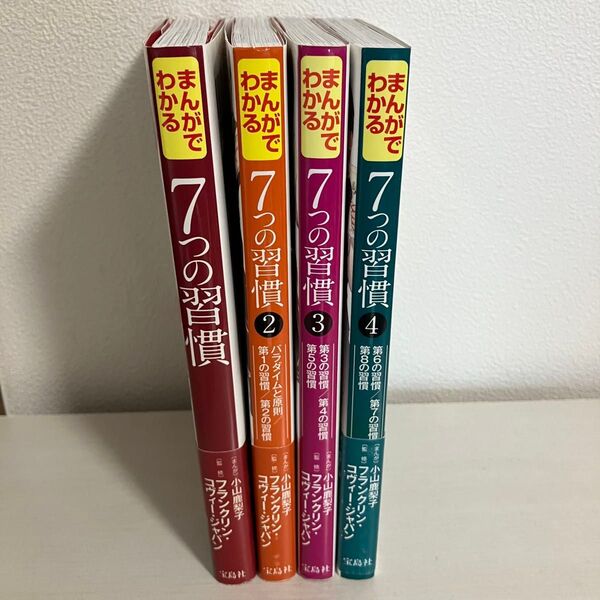 まんがで
わかる
7つの習慣
［まんが］小山鹿梨子
［監修］フランクリン・
コヴィー・ジャパン
宝島社
まんがで
わかる
7つの習慣
2
パラダイムと原則
第1の習慣／第2の習慣
［まんが］小山鹿梨子
［監修］フランクリン・
コヴィー・ジャパン
宝島社
まんがで
わかる
7つの習慣
3
第3の習慣／第4の習慣
第5の習慣
［まんが］小山鹿梨子
［監修］フランクリン・
コヴィー・ジャパン
宝島社
まんがで
わかる
7つの習慣
4
第6の習慣 第7の習慣
第8の習慣
［まんが］小山鹿梨子
［監修］フランクリン・
コヴィー・ジャパン
宝島社